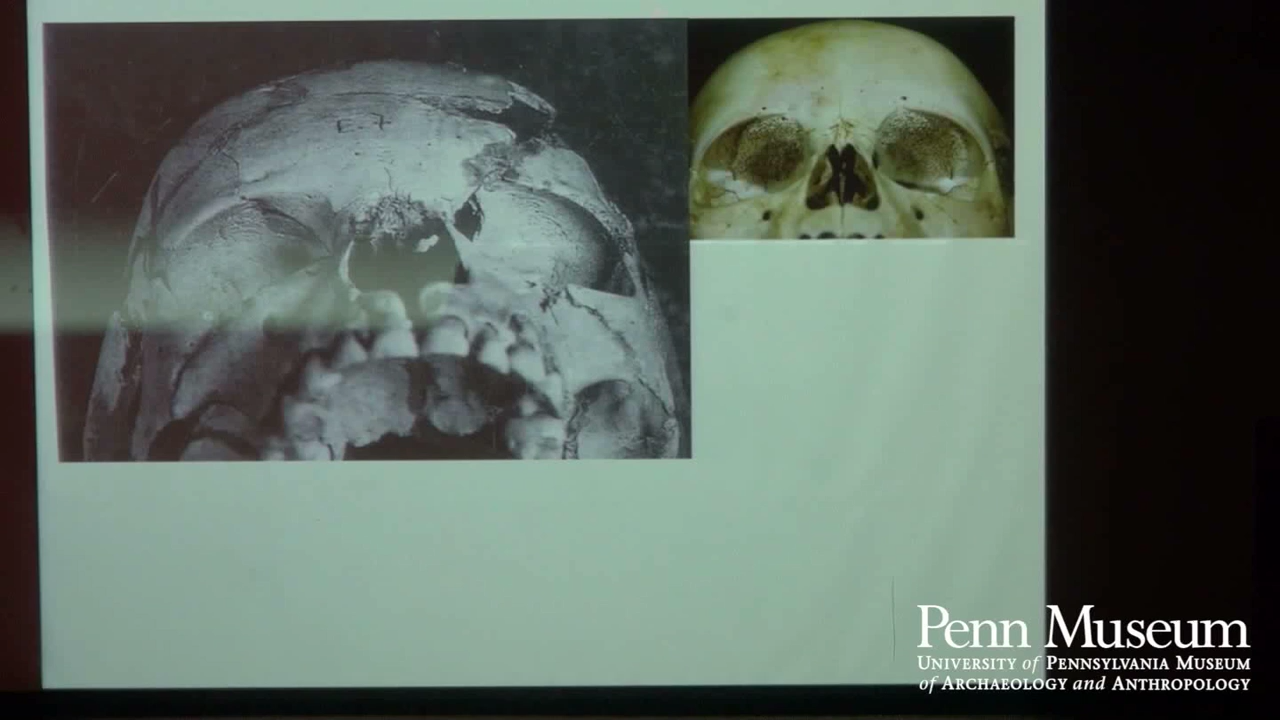 Penn Museum
UNIVERSITY of PENNSYLVANIA MUSEUM
of ARCHAEOLOGY and ANTHROPOLOGY